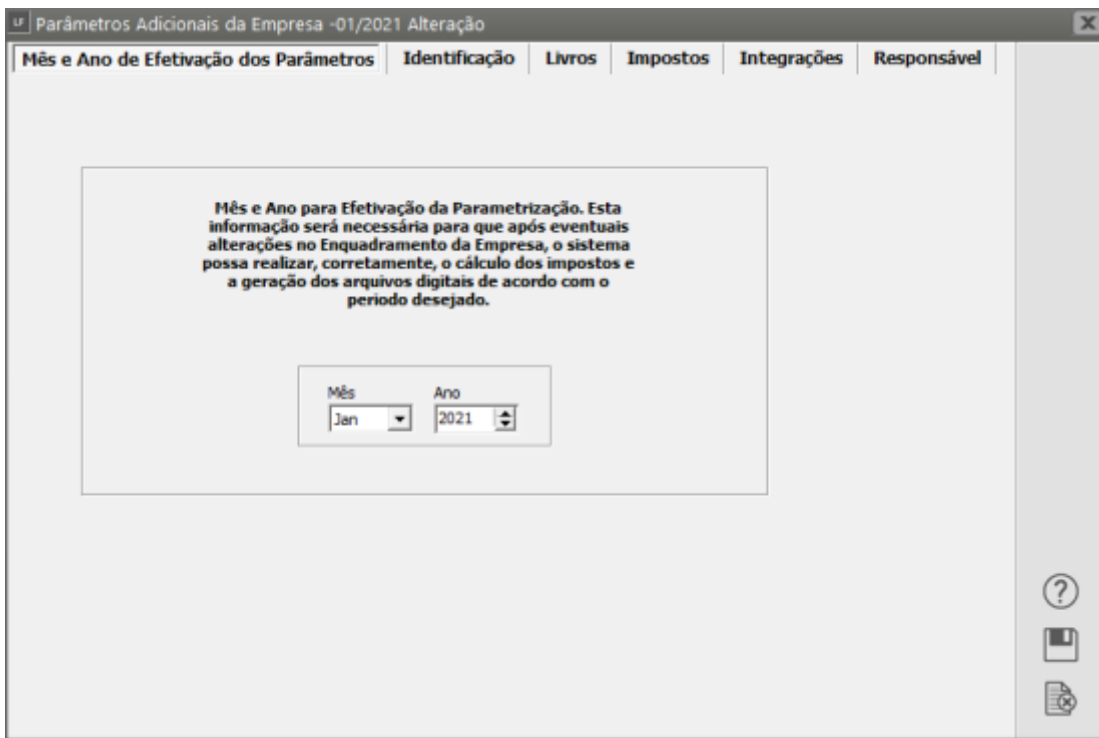 LF Parâmetros Adicionais da Empresa -01/2021 Alteração
Mês e Ano de Efetivação dos Parâmetros Identificação Livros Impostos Integrações Responsável
Mês e Ano para Efetivação da Parametrização. Esta
informação será necessária para que após eventuais
alterações no Enquadramento da Empresa, o sistema
possa realizar, corretamente, o cálculo dos impostos e
a geração dos arquivos digitais de acordo com o
periodo desejado.
Mês Ano
Jan 2021